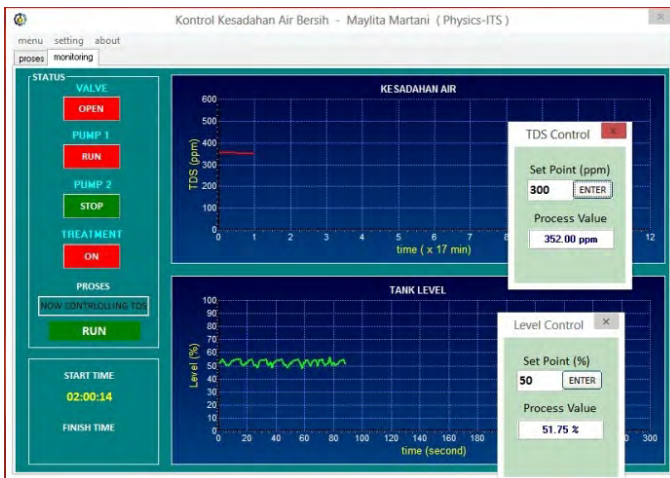 Kontrol Kesadahan Air Bersih - Maylita Martani ( Physics-ITS )
menu setting about
proses monitoring
STATUS
VALVE
OPEN
PUMP 1
RUN
PUMP 2
STOP
TREATMENT
ON
PROSES
NOW CONTROLLING TDS
RUN
START TIME
02:00:14
FINISH TIME
KESADAHAN AIR
TDS (ppm)
600
500
400
300
200
100
0
0 1 2 3 4 5 6 7 8 12
time ( x 17 min)
TANK LEVEL
Level (%)
100
90
80
70
60
50
40
30
20
10
0
0 20 40 60 80 100 120 140 160 180 300
time (second)
TDS Control
Set Point (ppm)
300 ENTER
Process Value
352.00 ppm
Level Control
Set Point (%)
50 ENTER
Process Value
51.75 %